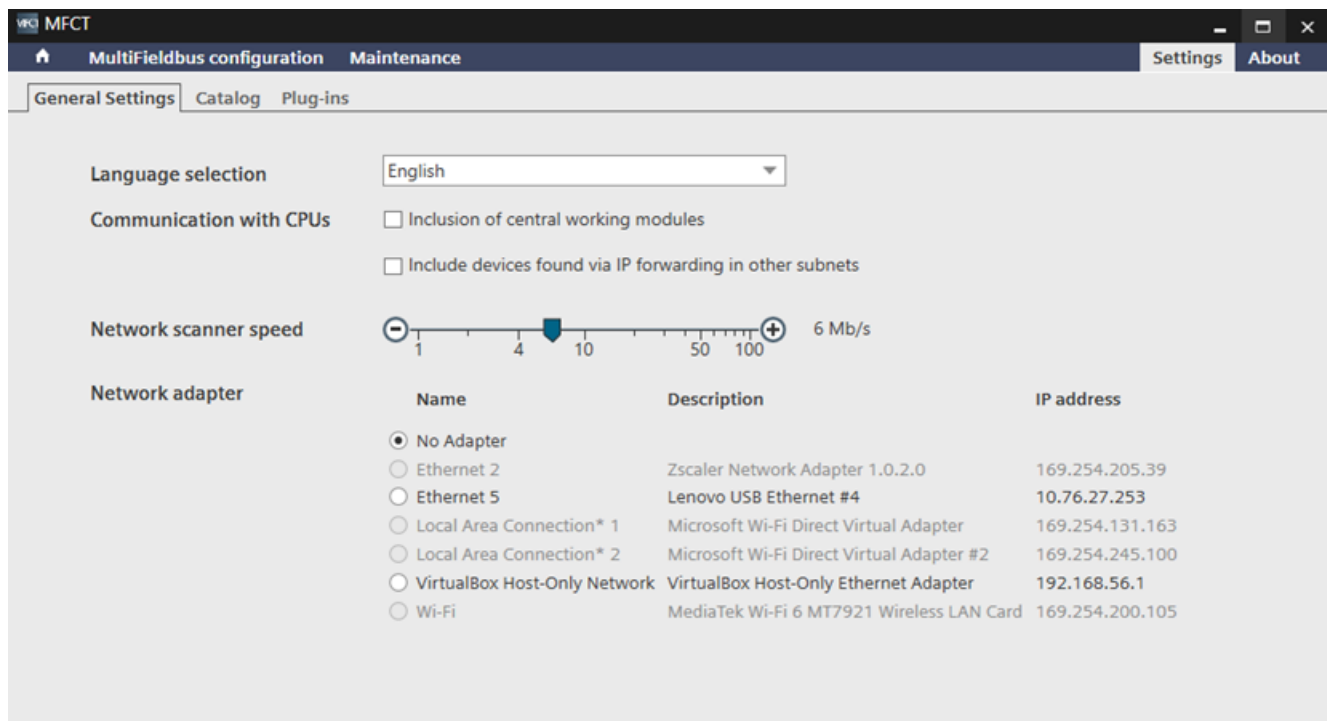 MFCT
MultiFieldbus configuration Maintenance Settings About
General Settings Catalog Plug-ins
Language selection English
Communication with CPUs Inclusion of central working modules
Include devices found via IP forwarding in other subnets
Network scanner speed 6 Mb/s
1 4 10 50 100
Network adapter Name Description IP address
No Adapter
Ethernet 2 Zscaler Network Adapter 1.0.2.0 169.254.205.39
Ethernet 5 Lenovo USB Ethernet #4 10.76.27.253
Local Area Connection* 1 Microsoft Wi-Fi Direct Virtual Adapter 169.254.131.163
Local Area Connection* 2 Microsoft Wi-Fi Direct Virtual Adapter #2 169.254.245.100
VirtualBox Host-Only Network VirtualBox Host-Only Ethernet Adapter 192.168.56.1
Wi-Fi MediaTek Wi-Fi 6 MT7921 Wireless LAN Card 169.254.200.105